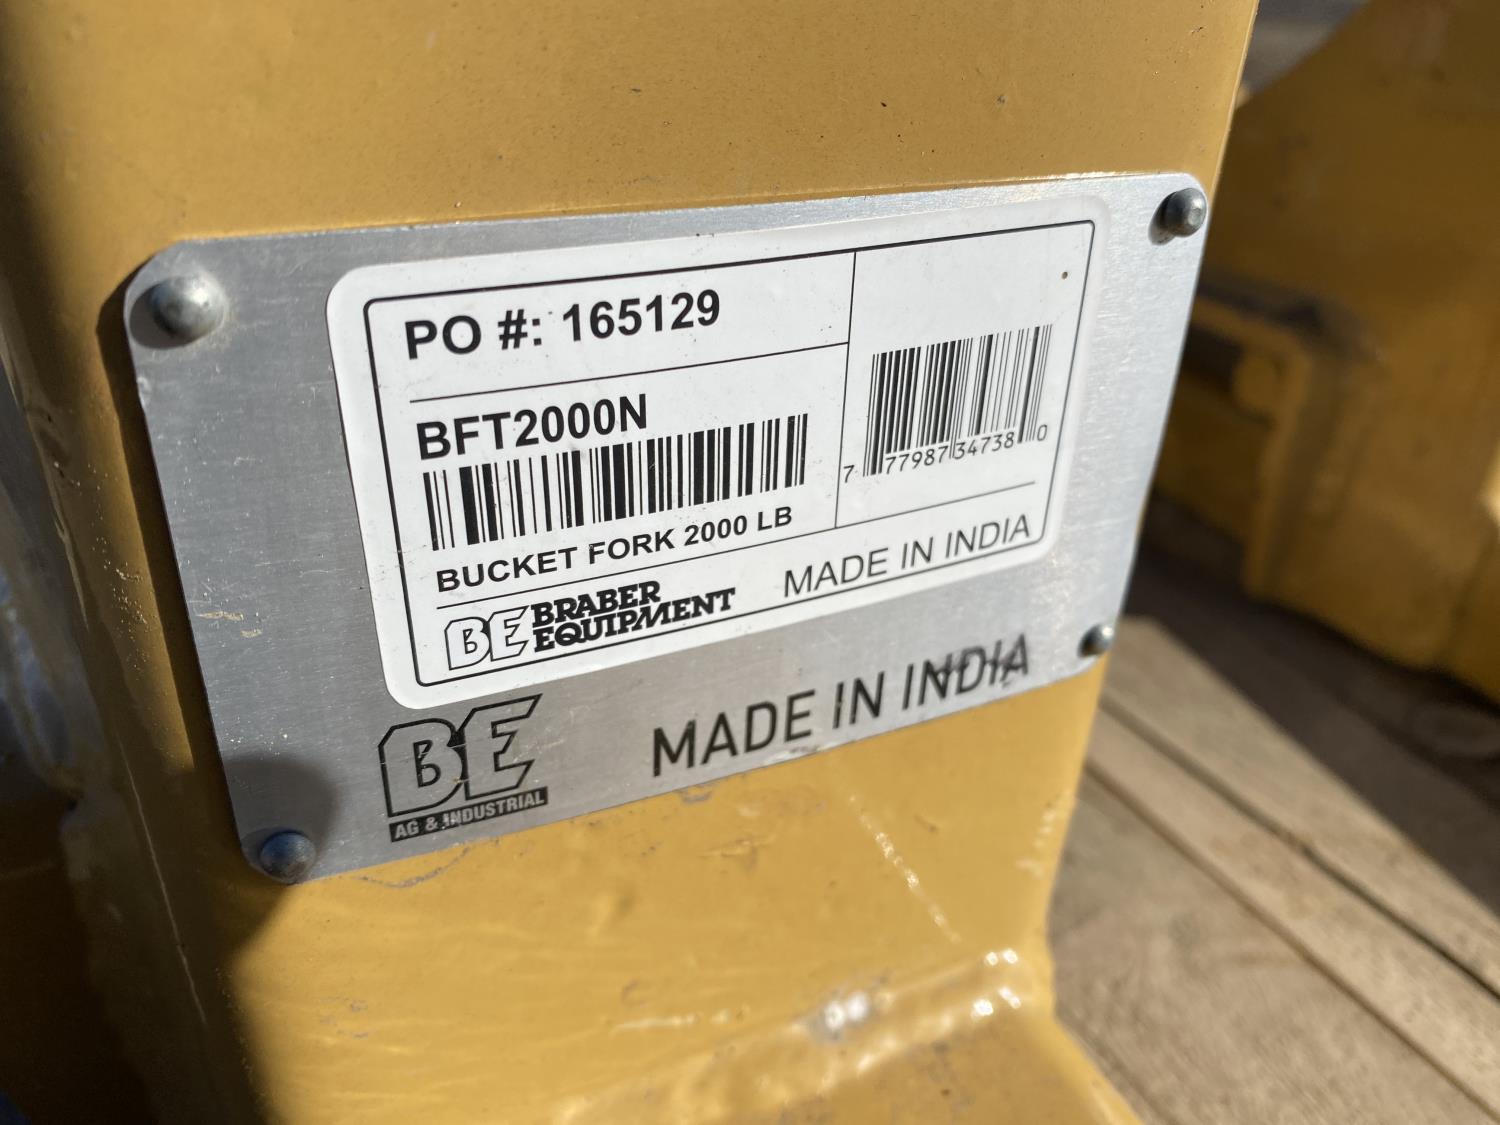 PO #: 165129
BFT2000N
BUCKET FORK 2000 LB
7 77987 34738 0
BE BRABER
EQUIPMENT
MADE IN INDIA
BE
AG & INDUSTRIAL
MADE IN INDIA